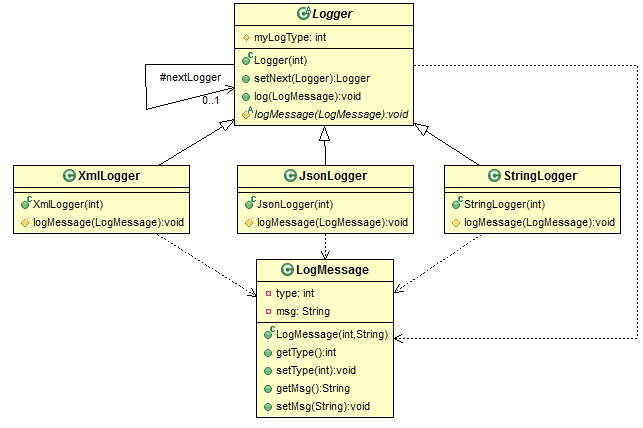 Logger
myLogType: int
Logger(int)
setNext(Logger):Logger
log(LogMessage):void
logMessage(LogMessage):void
#nextLogger
0..1
XmlLogger
XmlLogger(int)
logMessage(LogMessage):void
JsonLogger
JsonLogger(int)
logMessage(LogMessage):void
StringLogger
StringLogger(int)
logMessage(LogMessage):void
LogMessage
type: int
msg: String
LogMessage(int,String)
getType():int
setType(int):void
getMsg():String
setMsg(String):void